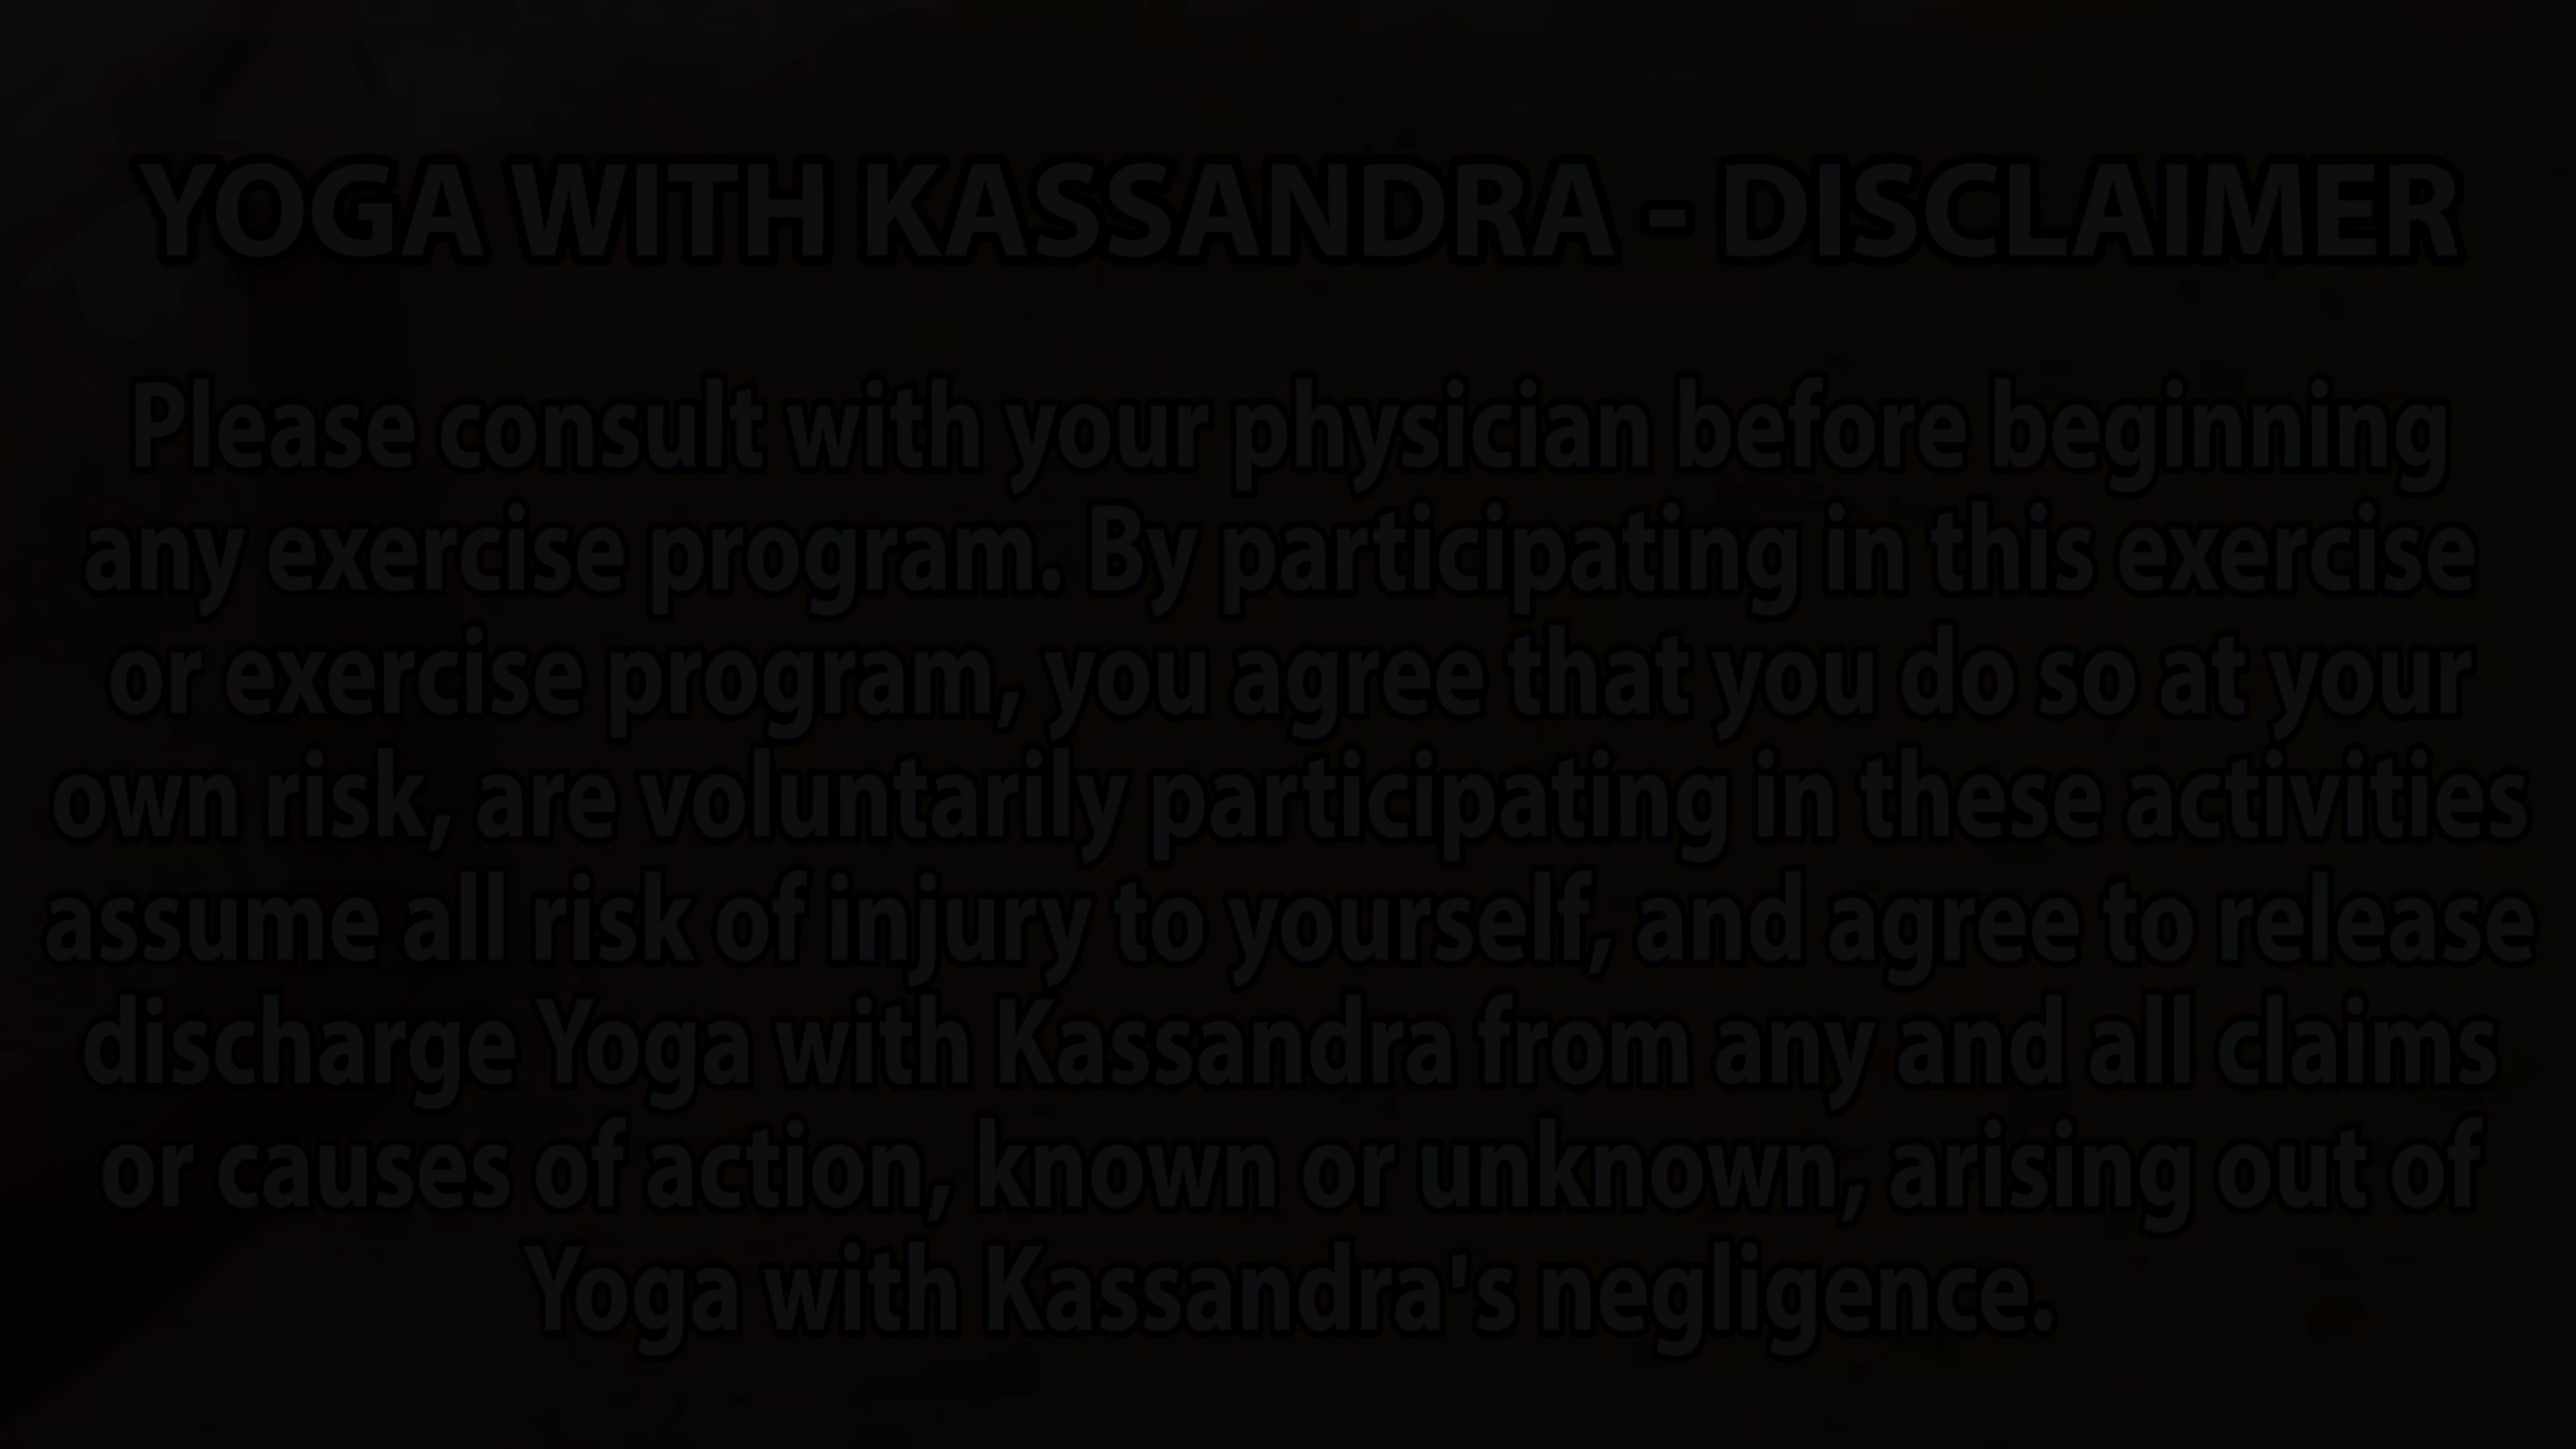 YOGA WITH KASSANDRA - DISCLAIMER
Please consult with your physician before beginning
any exercise program. By participating in this exercise
or exercise program, you agree that you do so at your
own risk, are voluntarily participating in these activities
assume all risk of injury to yourself, and agree to release
discharge Yoga with Kassandra from any and all claims
or causes of action, known or unknown, arising out of
Yoga with Kassandra's negligence.